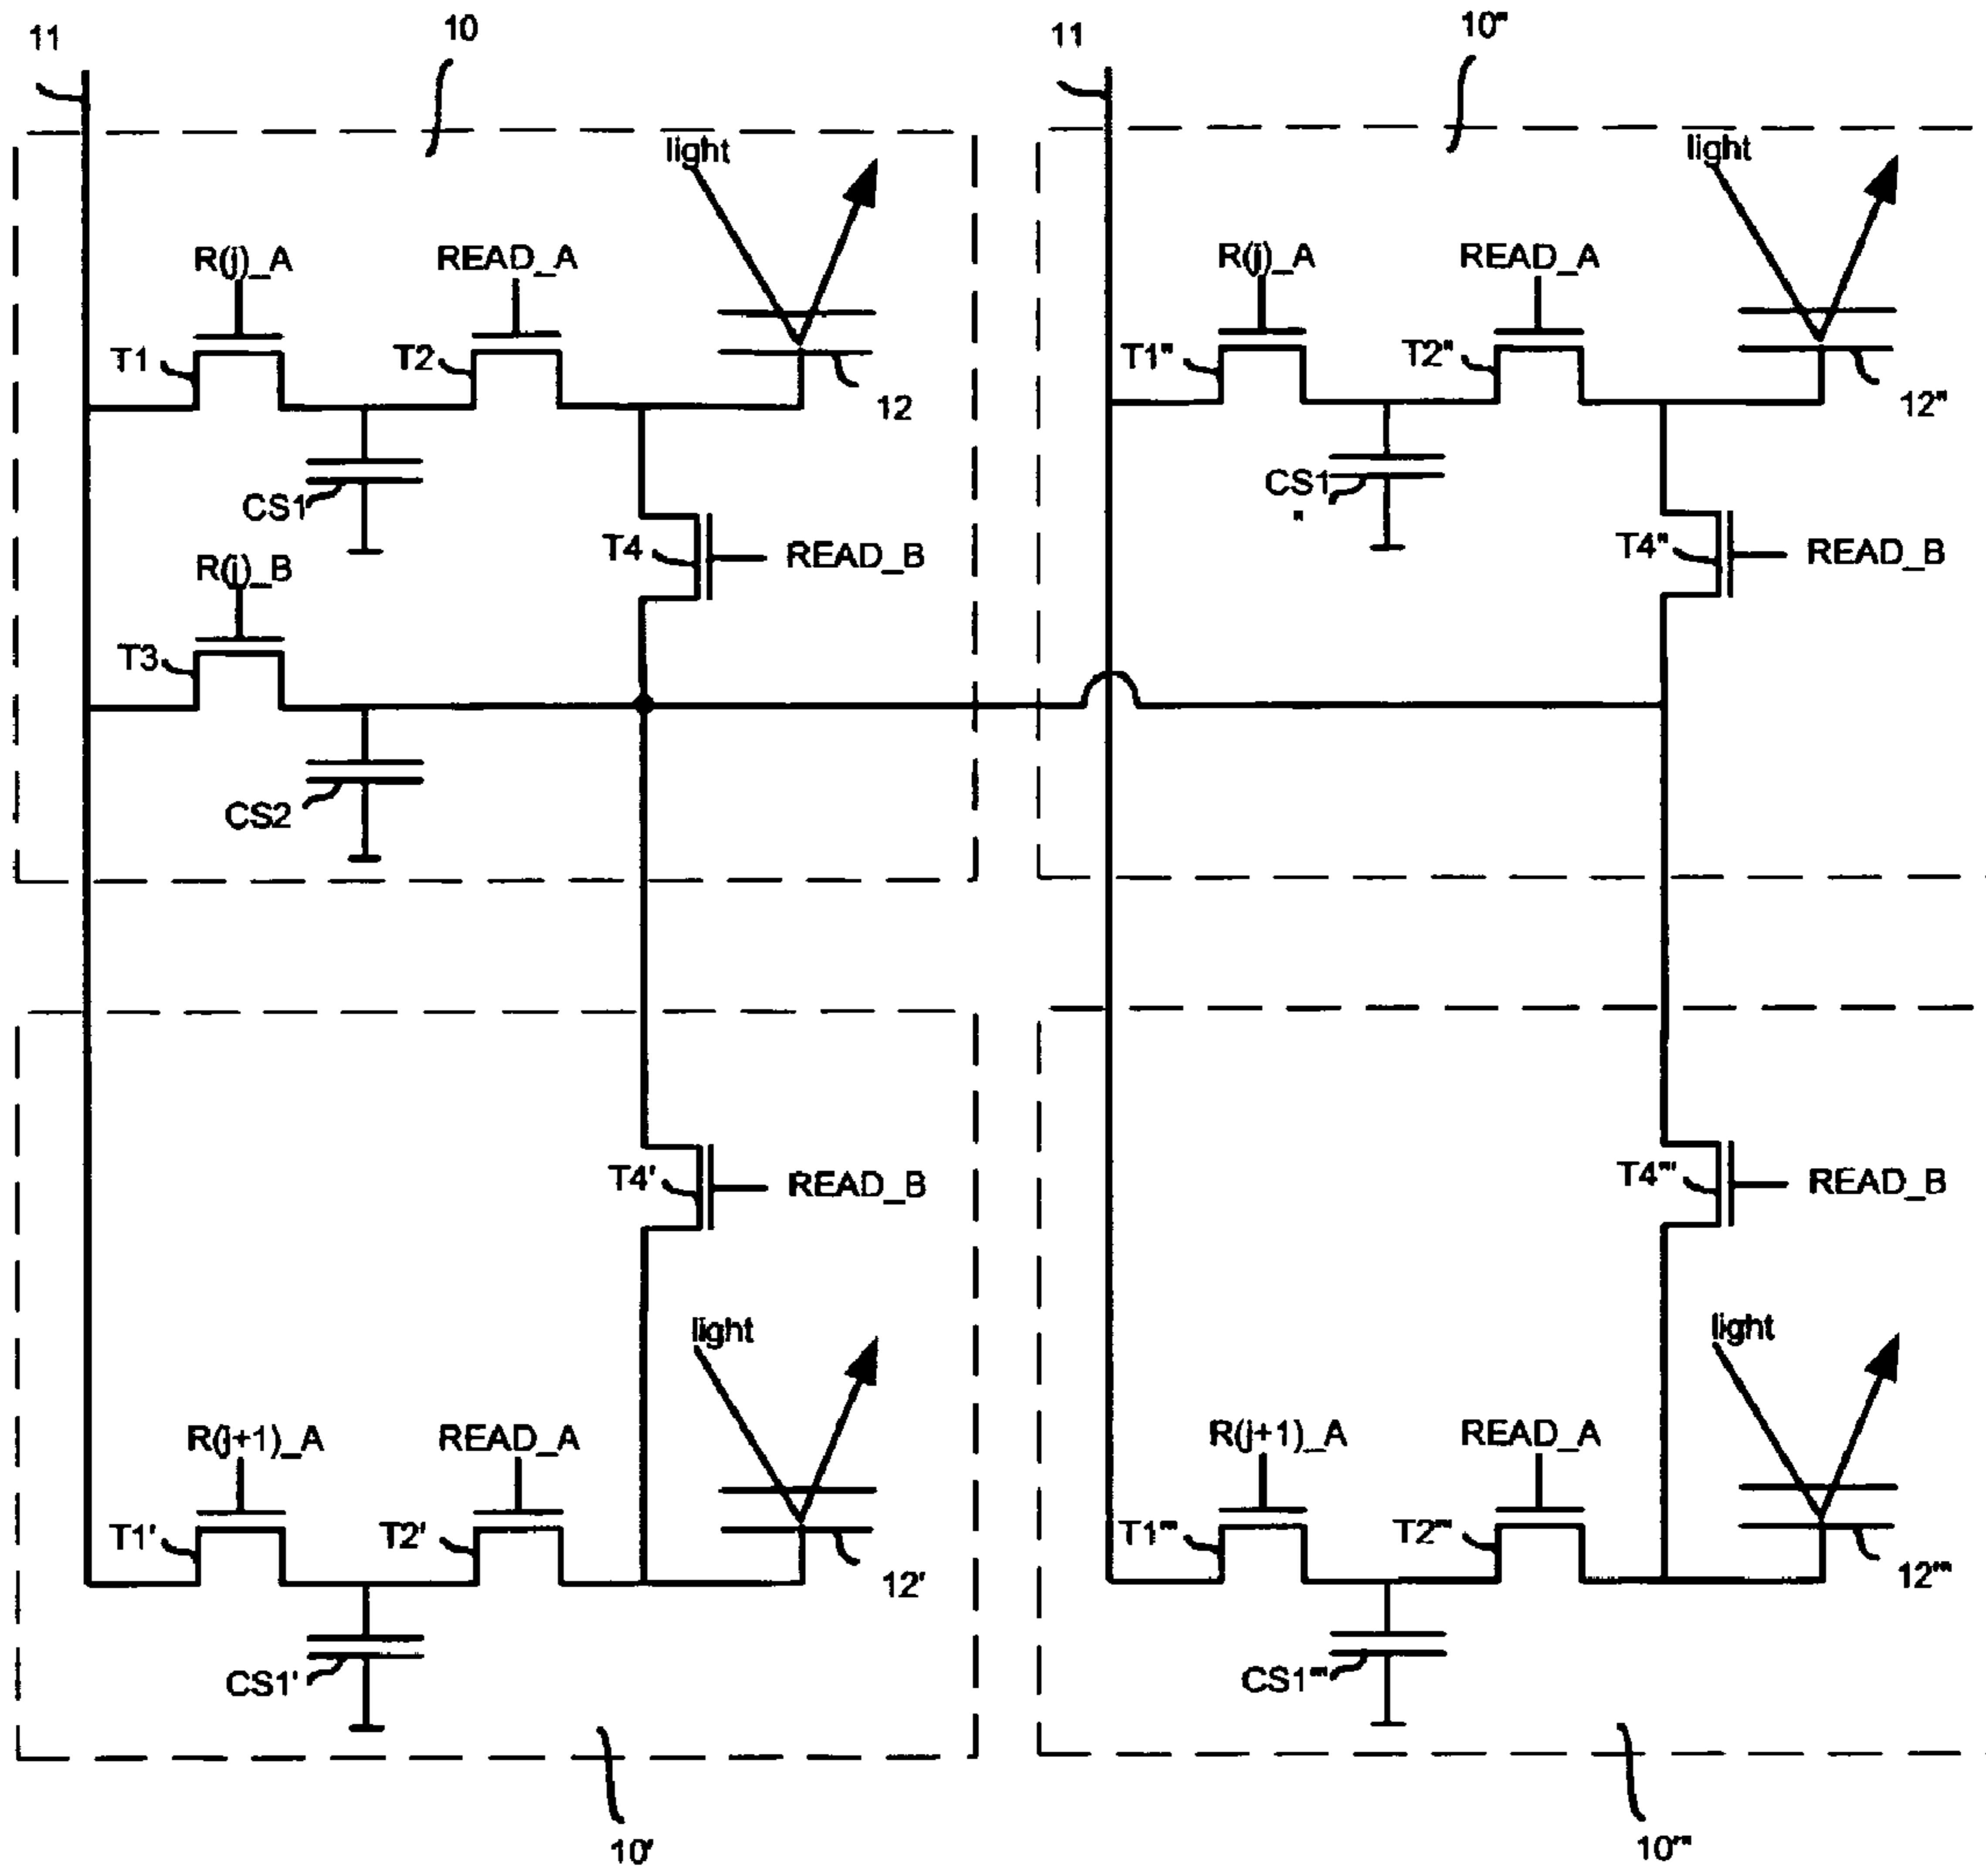 11
10
11
10"
light
light
R(j)_A
READ_A
R(j)_A
READ_A
T1
T2
12
T1"
T2"
12"
CS1
CS1
"
T4
READ_B
T4"
READ_B
R(j)_B
T3
CS2
T4'
READ_B
T4'"
READ_B
light
light
R(j+1)_A
READ_A
R(j+1)_A
READ_A
T1'
T2'
12'
T1'"
T2'"
12'"
CS1'
CS1'"
10'
10'"